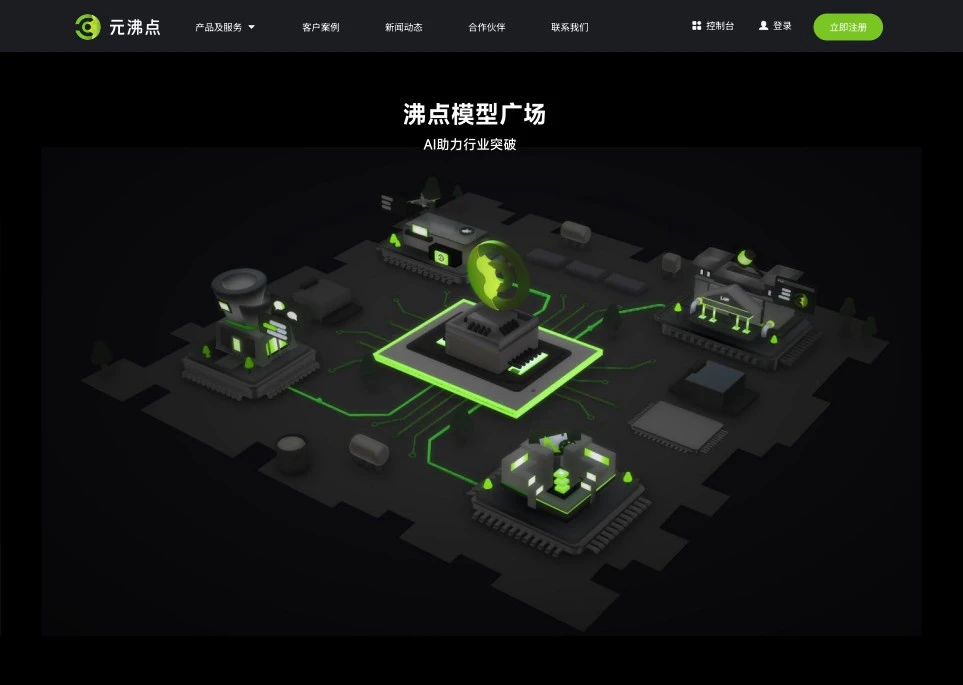 元沸点
产品及服务
客户案例
新闻动态
合作伙伴
联系我们
控制台
登录
立即注册
沸点模型广场
AI助力行业突破